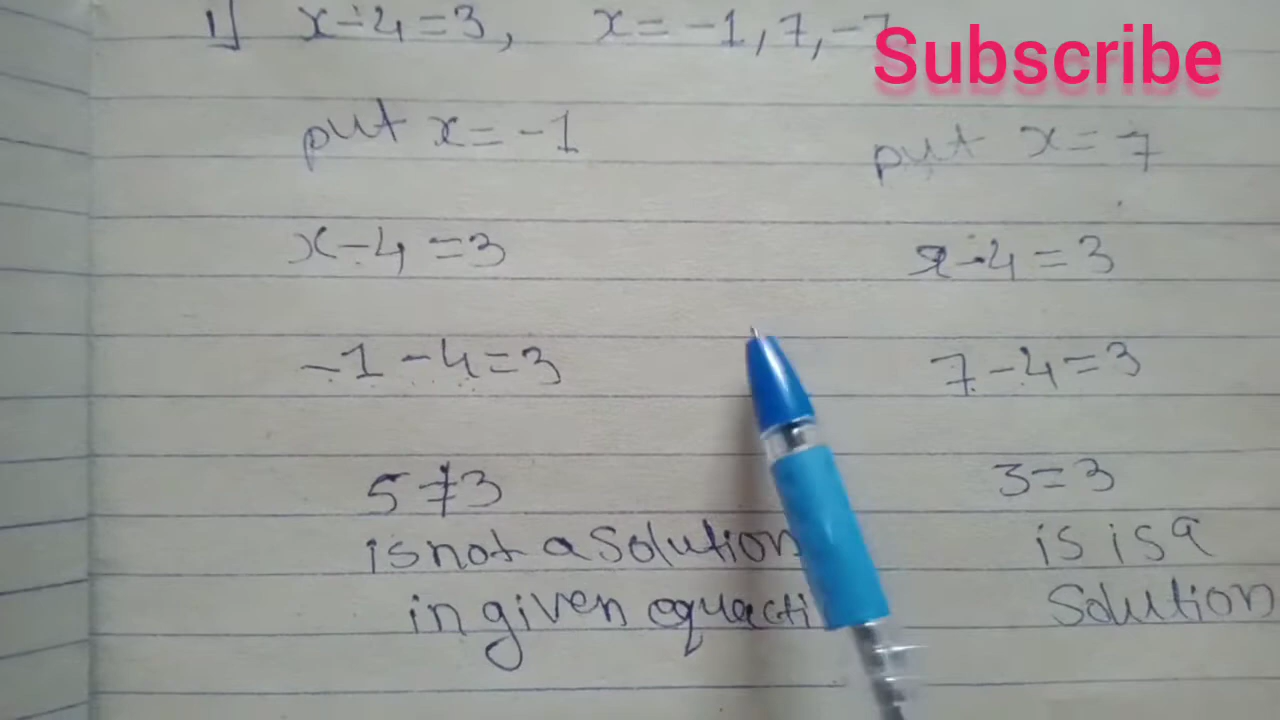 1] x-4=3, x=-1,7,-7
Subscribe
put x=-1
x-4=3
-1-4=3
5≠3
is not a solution
in given equacti
put x=7
x-4=3
7-4=3
3=3
is is a
Solution